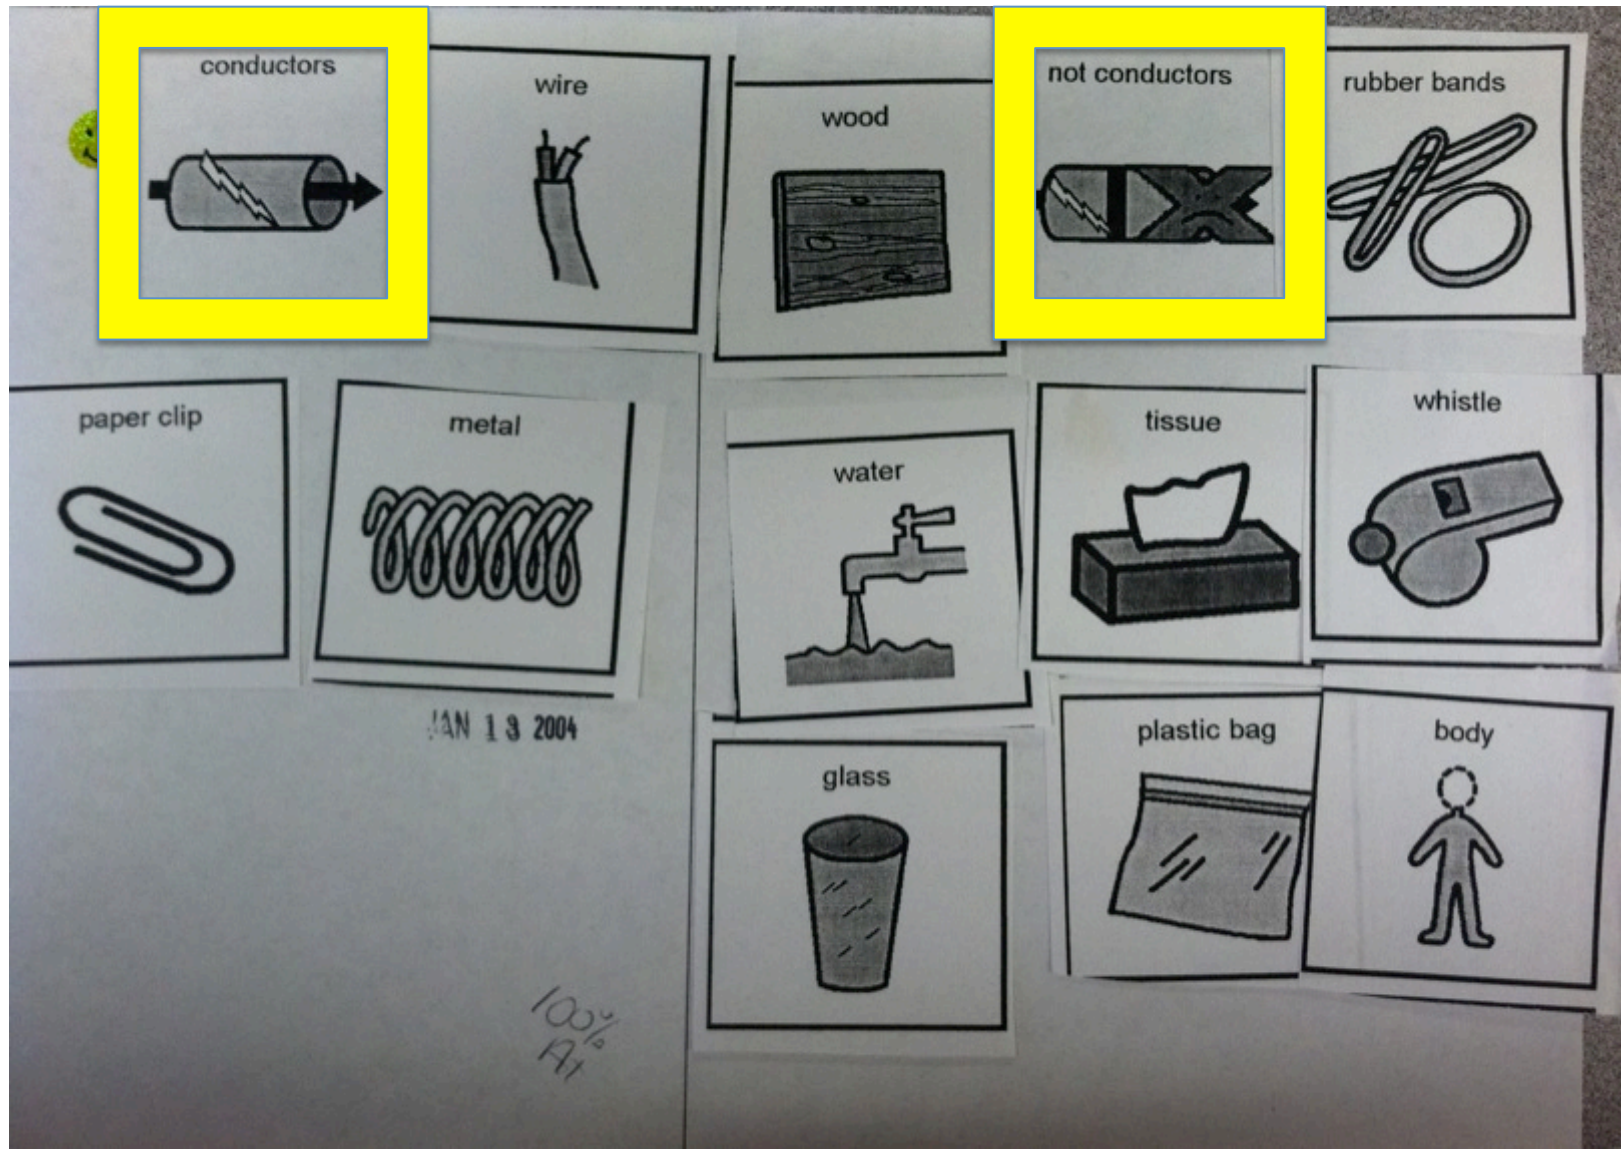 conductors
wire
wood
not conductors
rubber bands
paper clip
metal
water
tissue
whistle
JAN 13 2004
glass
plastic bag
body
100%
A+